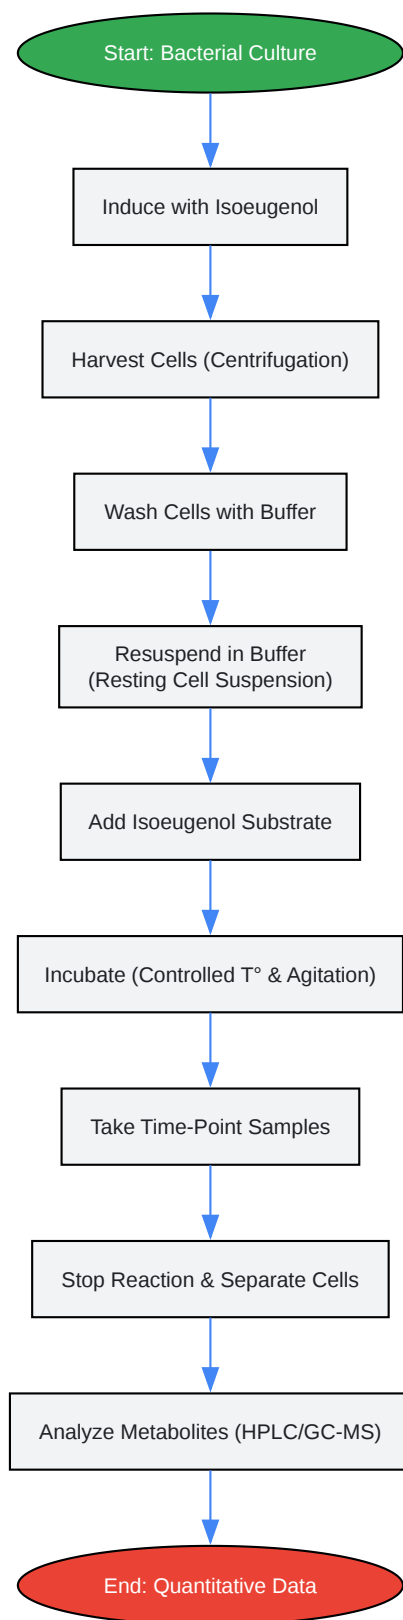 Start: Bacterial Culture
Induce with Isoeugenol
Harvest Cells (Centrifugation)
Wash Cells with Buffer
Resuspend in Buffer
(Resting Cell Suspension)
Add Isoeugenol Substrate
Incubate (Controlled T° & Agitation)
Take Time-Point Samples
Stop Reaction & Separate Cells
Analyze Metabolites (HPLC/GC-MS)
End: Quantitative Data